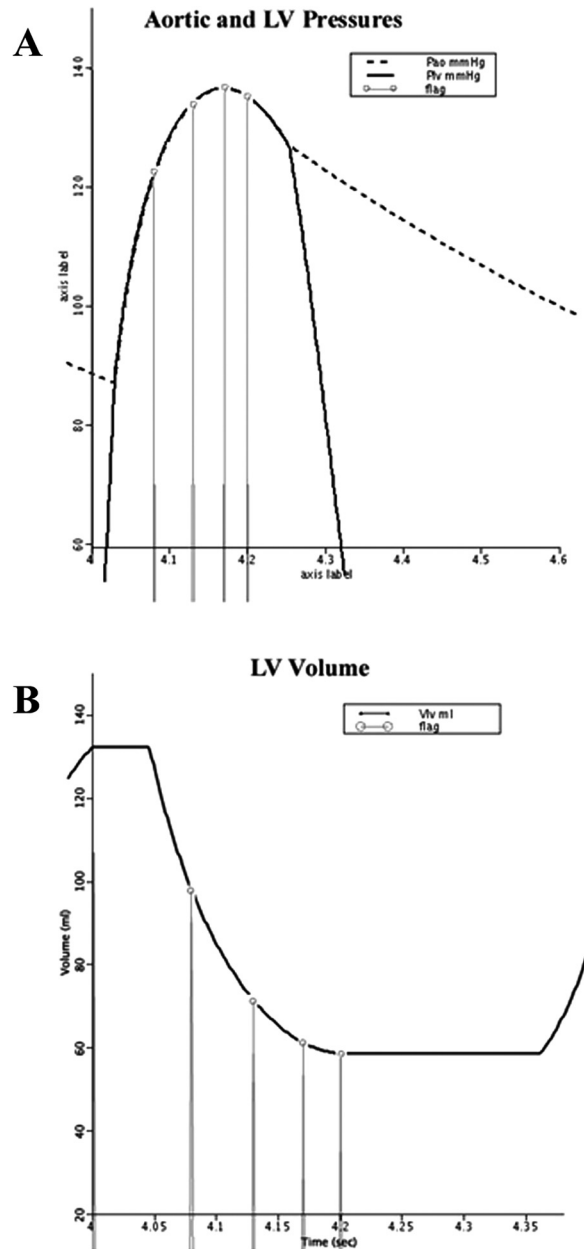 A
Aortic and LV Pressures
Pao mmHg
Plv mmHg
flag
140
120
100
80
60
axis label
4 4.1 4.2 4.3 4.4 4.5 4.6
axis label
B
LV Volume
Vlv ml
flag
140
120
100
80
60
40
20
Volume (ml)
4 4.05 4.1 4.15 4.2 4.25 4.3 4.35
Time (sec)